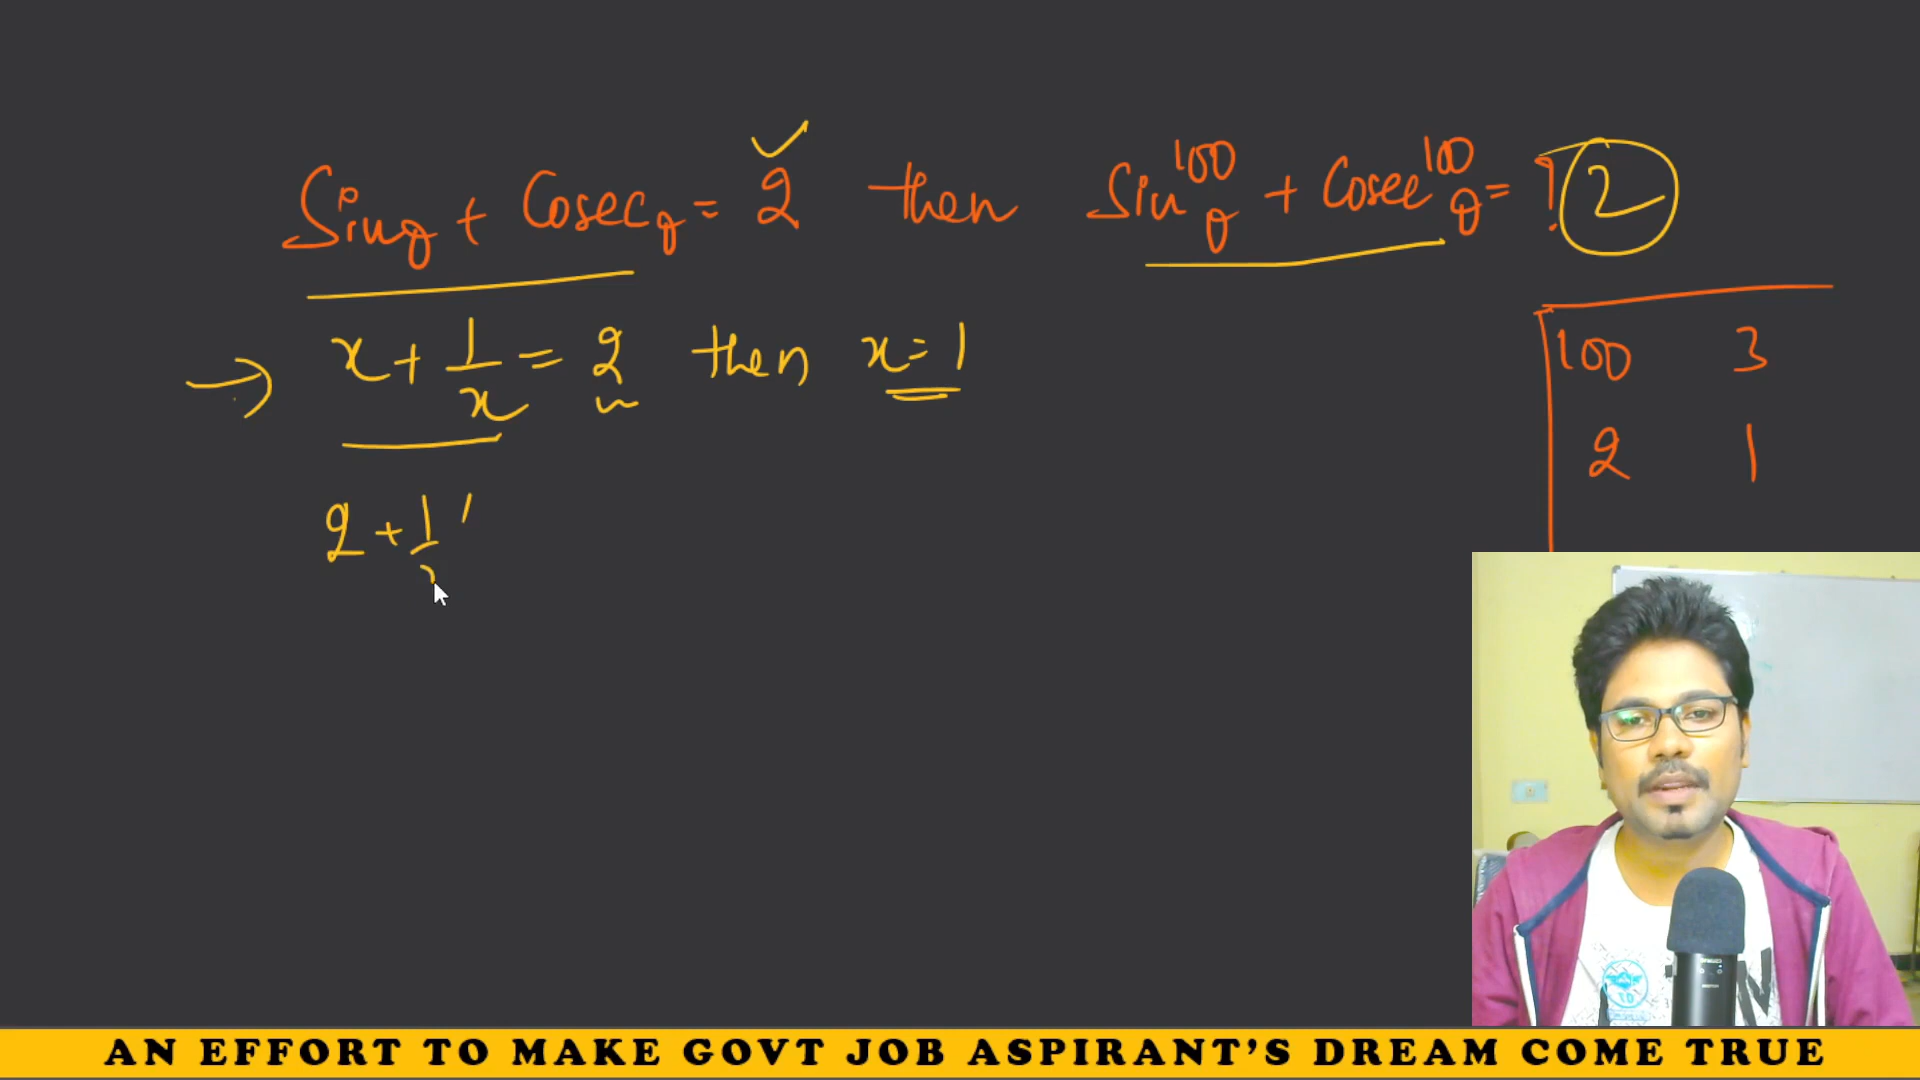 Sinθ + Cosecθ = 2 then Sin^100 θ + Cosec^100 θ = ? 2
→ x + 1/x = 2 then x = 1
100 3
2 1
2 + 1/
AN EFFORT TO MAKE GOVT JOB ASPIRANT'S DREAM COME TRUE